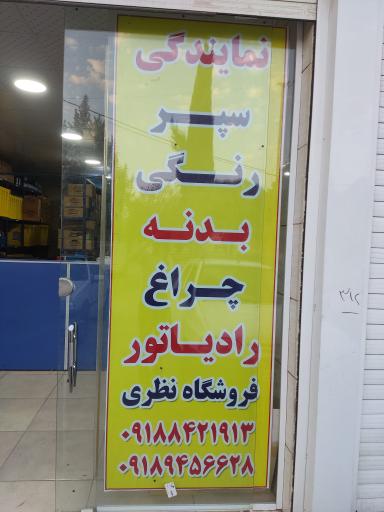 نمایندگی
سپر
رنگی
بدنه
چراغ
رادیاتور
فروشگاه نظری
۰۹۱۸۸۴۲۱۹۱۳
۰۹۱۸۹۴۵۶۶۲۸